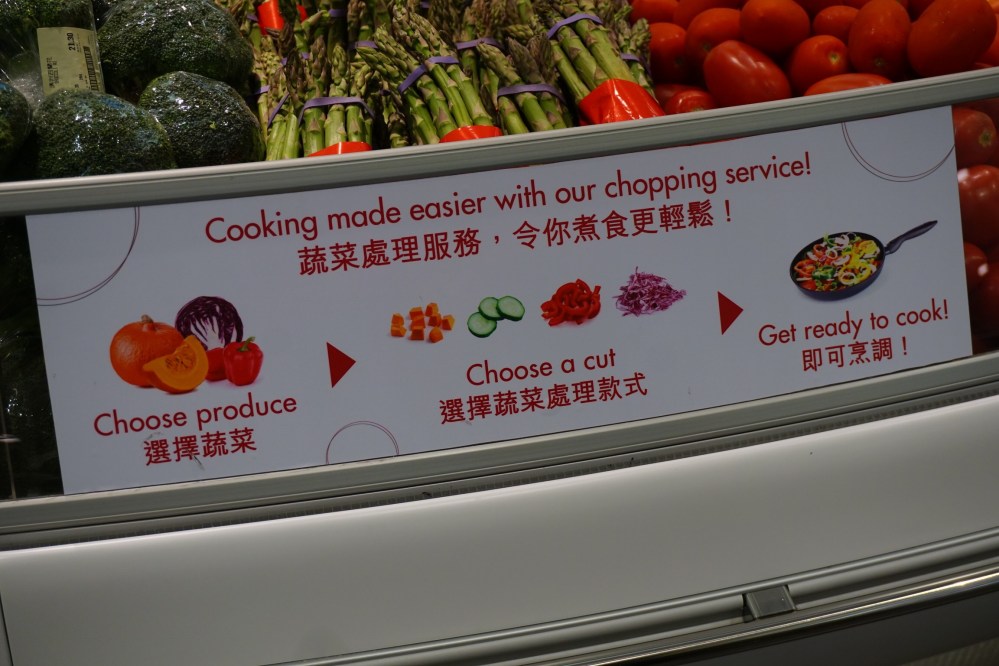 Cooking made easier with our chopping service!
蔬菜處理服務，令你煮食更輕鬆！
Choose produce
選擇蔬菜
Choose a cut
選擇蔬菜處理款式
Get ready to cook!
即可烹調！